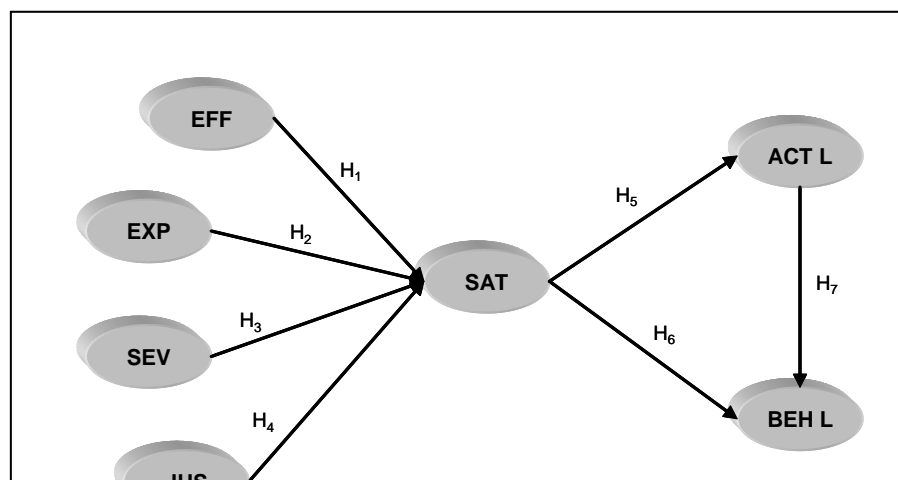 EFF
ACT L
H₁
H₅
EXP
H₂
SAT
H₇
H₃
H₆
SEV
BEH L
H₄